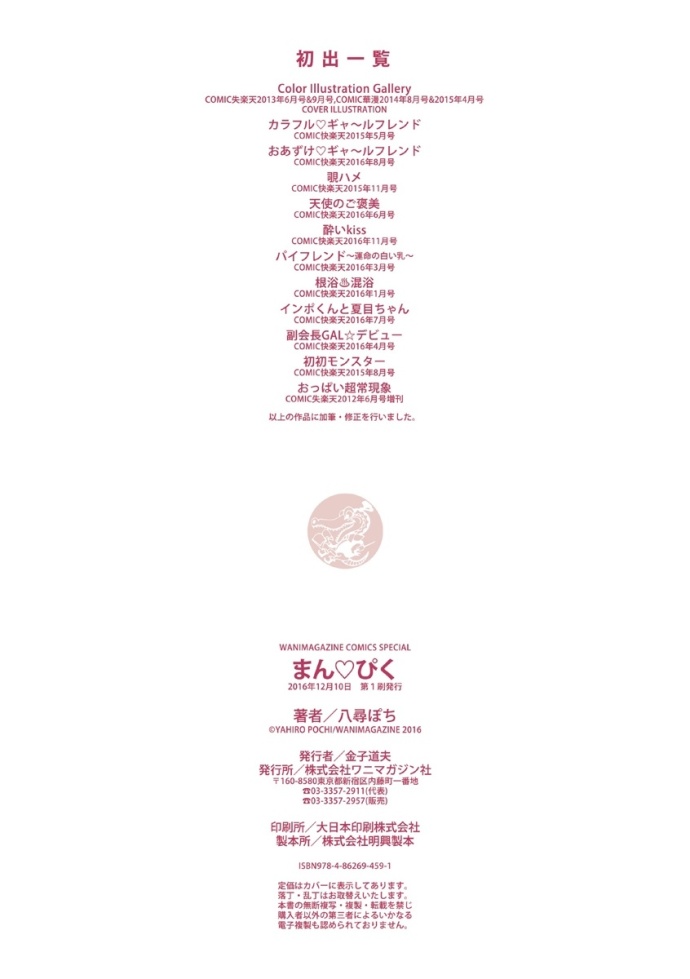 初出一覧
Color Illustration Gallery
COMIC失楽天2013年6月号&9月号,COMIC華漫2014年8月号&2015年4月号
COVER ILLUSTRATION
カラフル♡ギャ〜ルフレンド
COMIC快楽天2015年5月号
おあずけ♡ギャ〜ルフレンド
COMIC快楽天2016年8月号
覗ハメ
COMIC快楽天2015年11月号
天使のご褒美
COMIC快楽天2016年6月号
酔いkiss
COMIC快楽天2016年11月号
パイフレンド〜運命の白い乳〜
COMIC快楽天2016年3月号
根浴♨混浴
COMIC快楽天2016年1月号
インポくんと夏目ちゃん
COMIC快楽天2016年7月号
副会長GAL☆デビュー
COMIC快楽天2016年4月号
初初モンスター
COMIC快楽天2015年8月号
おっぱい超常現象
COMIC失楽天2012年6月号増刊
以上の作品に加筆・修正を行いました。
WANIMAGAZINE COMICS SPECIAL
まん♡ぴく
2016年12月10日　第1刷発行
著者／八尋ぽち
©YAHIRO POCHI/WANIMAGAZINE 2016
発行者／金子道夫
発行所／株式会社ワニマガジン社
〒160-8580東京都新宿区内藤町一番地
☎03-3357-2911(代表)
☎03-3357-2957(販売)
印刷所／大日本印刷株式会社
製本所／株式会社明興製本
ISBN978-4-86269-459-1
定価はカバーに表示してあります。
落丁・乱丁はお取替えいたします。
本書の無断複写・複製・転載を禁じ
購入者以外の第三者によるいかなる
電子複製も認められておりません。